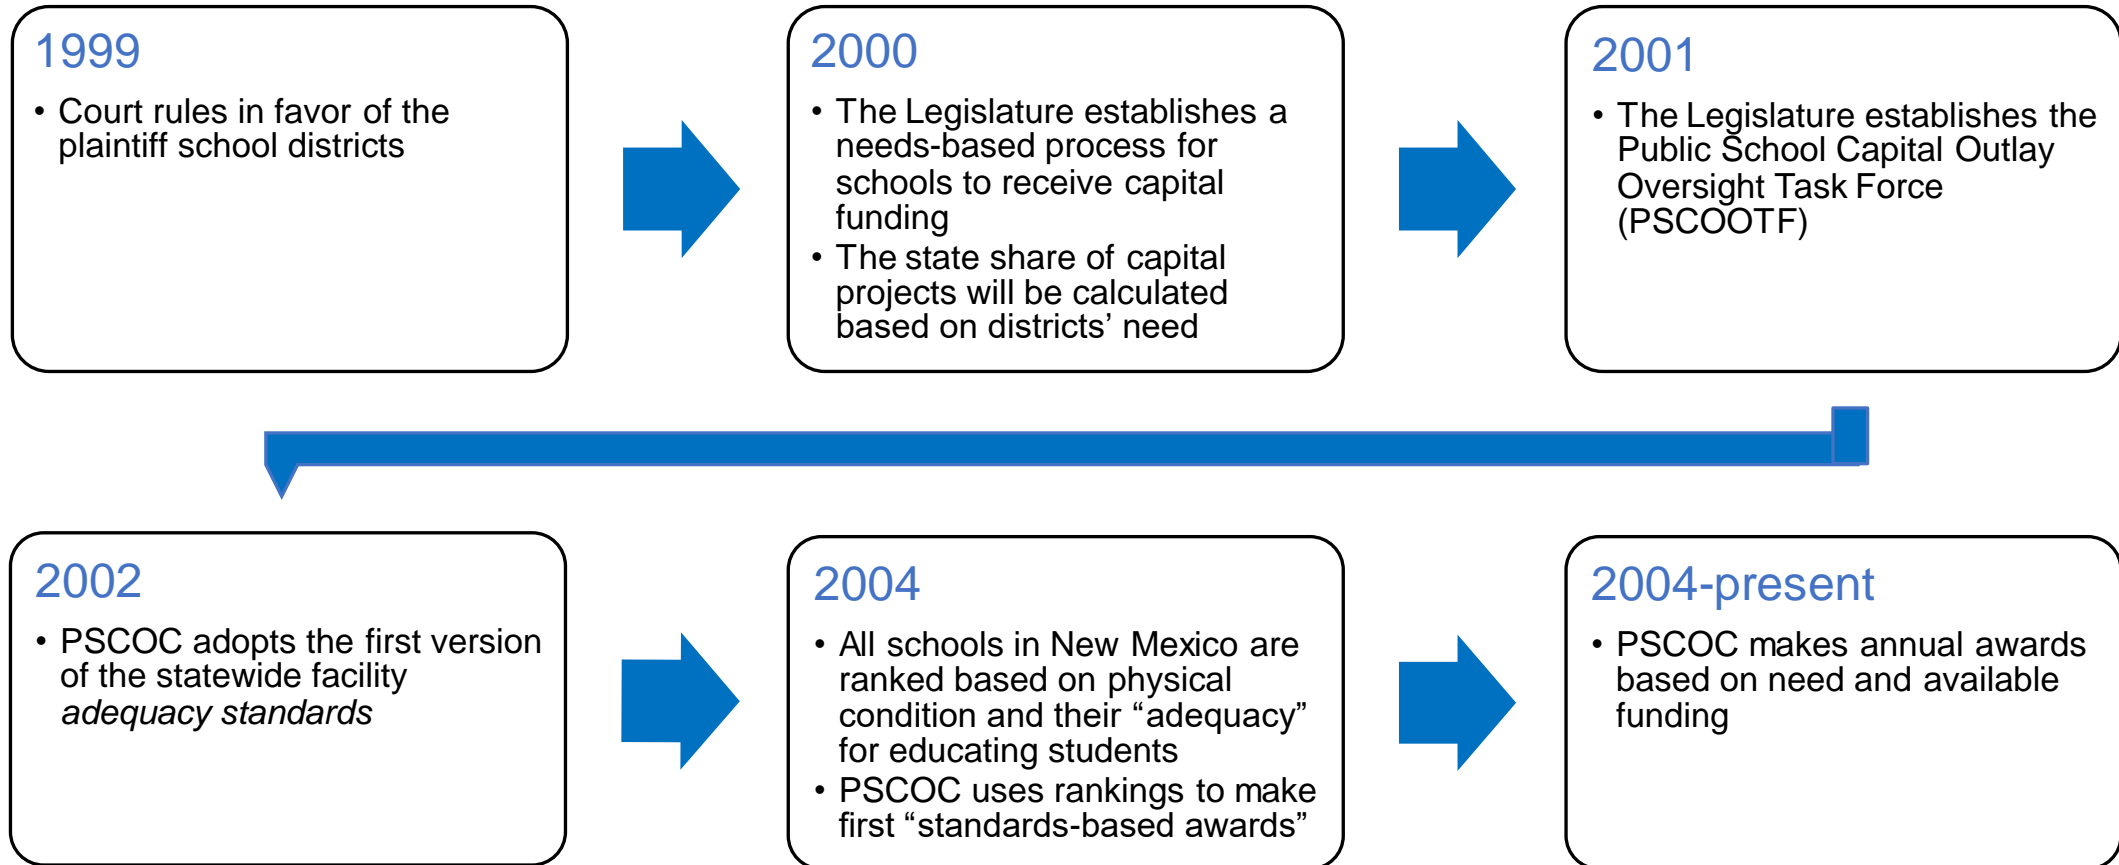 1999
• Court rules in favor of the
plaintiff school districts
2000
• The Legislature establishes a
needs-based process for
schools to receive capital
funding
• The state share of capital
projects will be calculated
based on districts’ need
2001
• The Legislature establishes the
Public School Capital Outlay
Oversight Task Force
(PSCOOTF)
2002
• PSCOC adopts the first version
of the statewide facility
adequacy standards
2004
• All schools in New Mexico are
ranked based on physical
condition and their “adequacy”
for educating students
• PSCOC uses rankings to make
first “standards-based awards”
2004-present
• PSCOC makes annual awards
based on need and available
funding